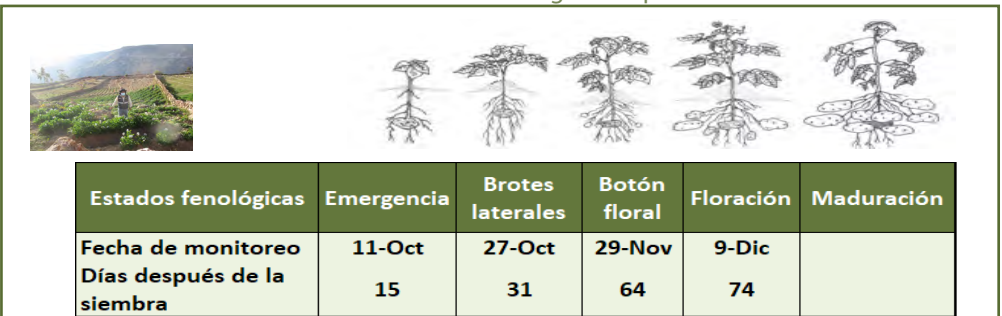 Estados fenológicas Emergencia Brotes laterales Botón floral Floración Maduración
Fecha de monitoreo 11-Oct 27-Oct 29-Nov 9-Dic
Días después de la siembra 15 31 64 74